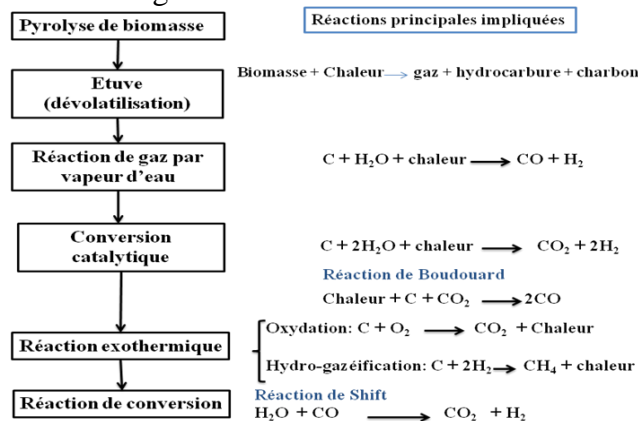 Pyrolyse de biomasse
Réactions principales impliquées
Etuve
(dévolatilisation)
Biomasse + Chaleur → gaz + hydrocarbure + charbon
Réaction de gaz par
vapeur d'eau
C + H₂O + chaleur → CO + H₂
Conversion
catalytique
C + 2H₂O + chaleur → CO₂ + 2H₂
Réaction de Boudouard
Chaleur + C + CO₂ → 2CO
Réaction exothermique
Oxydation: C + O₂ → CO₂ + Chaleur
Hydro-gazéification: C + 2H₂ → CH₄ + chaleur
Réaction de conversion
Réaction de Shift
H₂O + CO → CO₂ + H₂